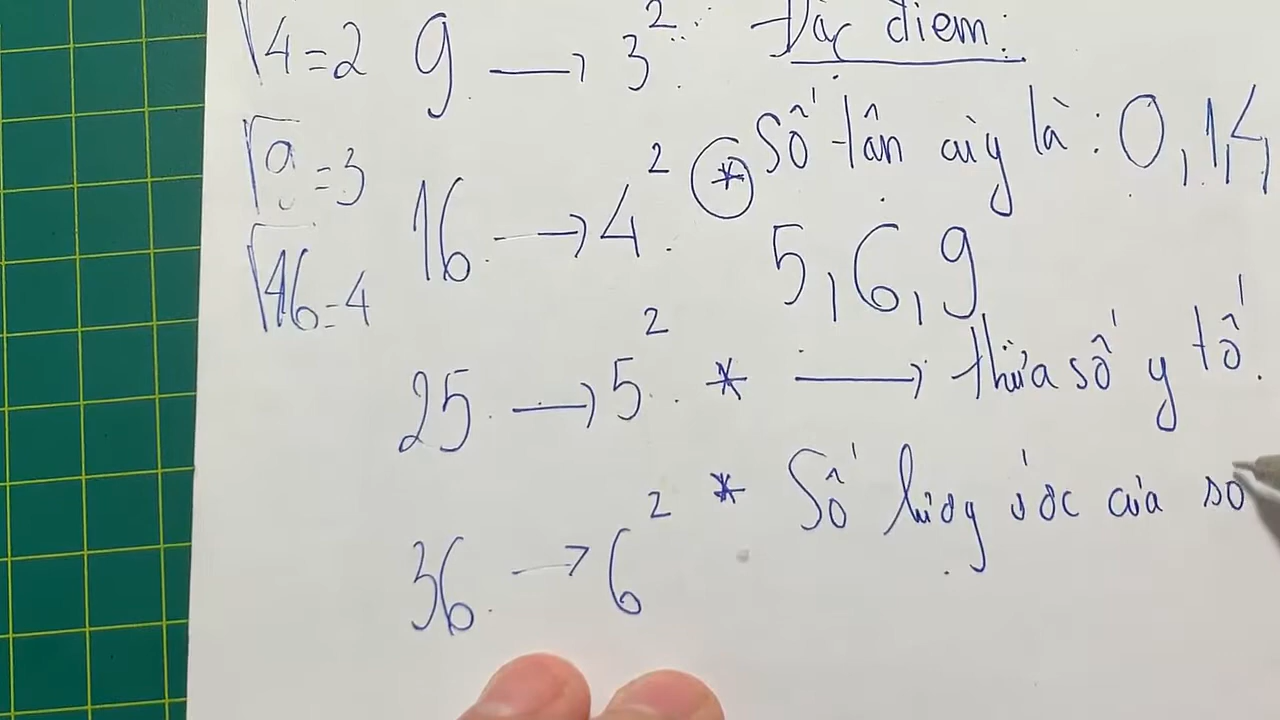 √4=2
√9=3
√16=4
9 → 3²
16 → 4²
25 → 5²
36 → 6²
Đặc điểm:
* Số tận cùng là: 0,1,4,
5,6,9
* → thừa số y tố.
* Số lượng ước của số